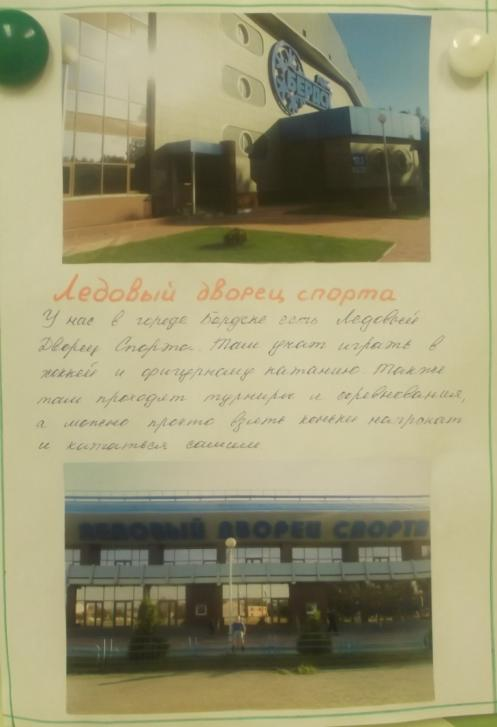 БЕРДСК
Ледовый дворец спорта
У нас в городе Бердске есть Ледовый
Дворец Спорта. Там учат играть в
хоккей и фигурному катанию. Также
там проходят турниры и соревнования,
а можно просто взять коньки напрокат
и кататься самим
ЛЕДОВЫЙ ДВОРЕЦ СПОРТА